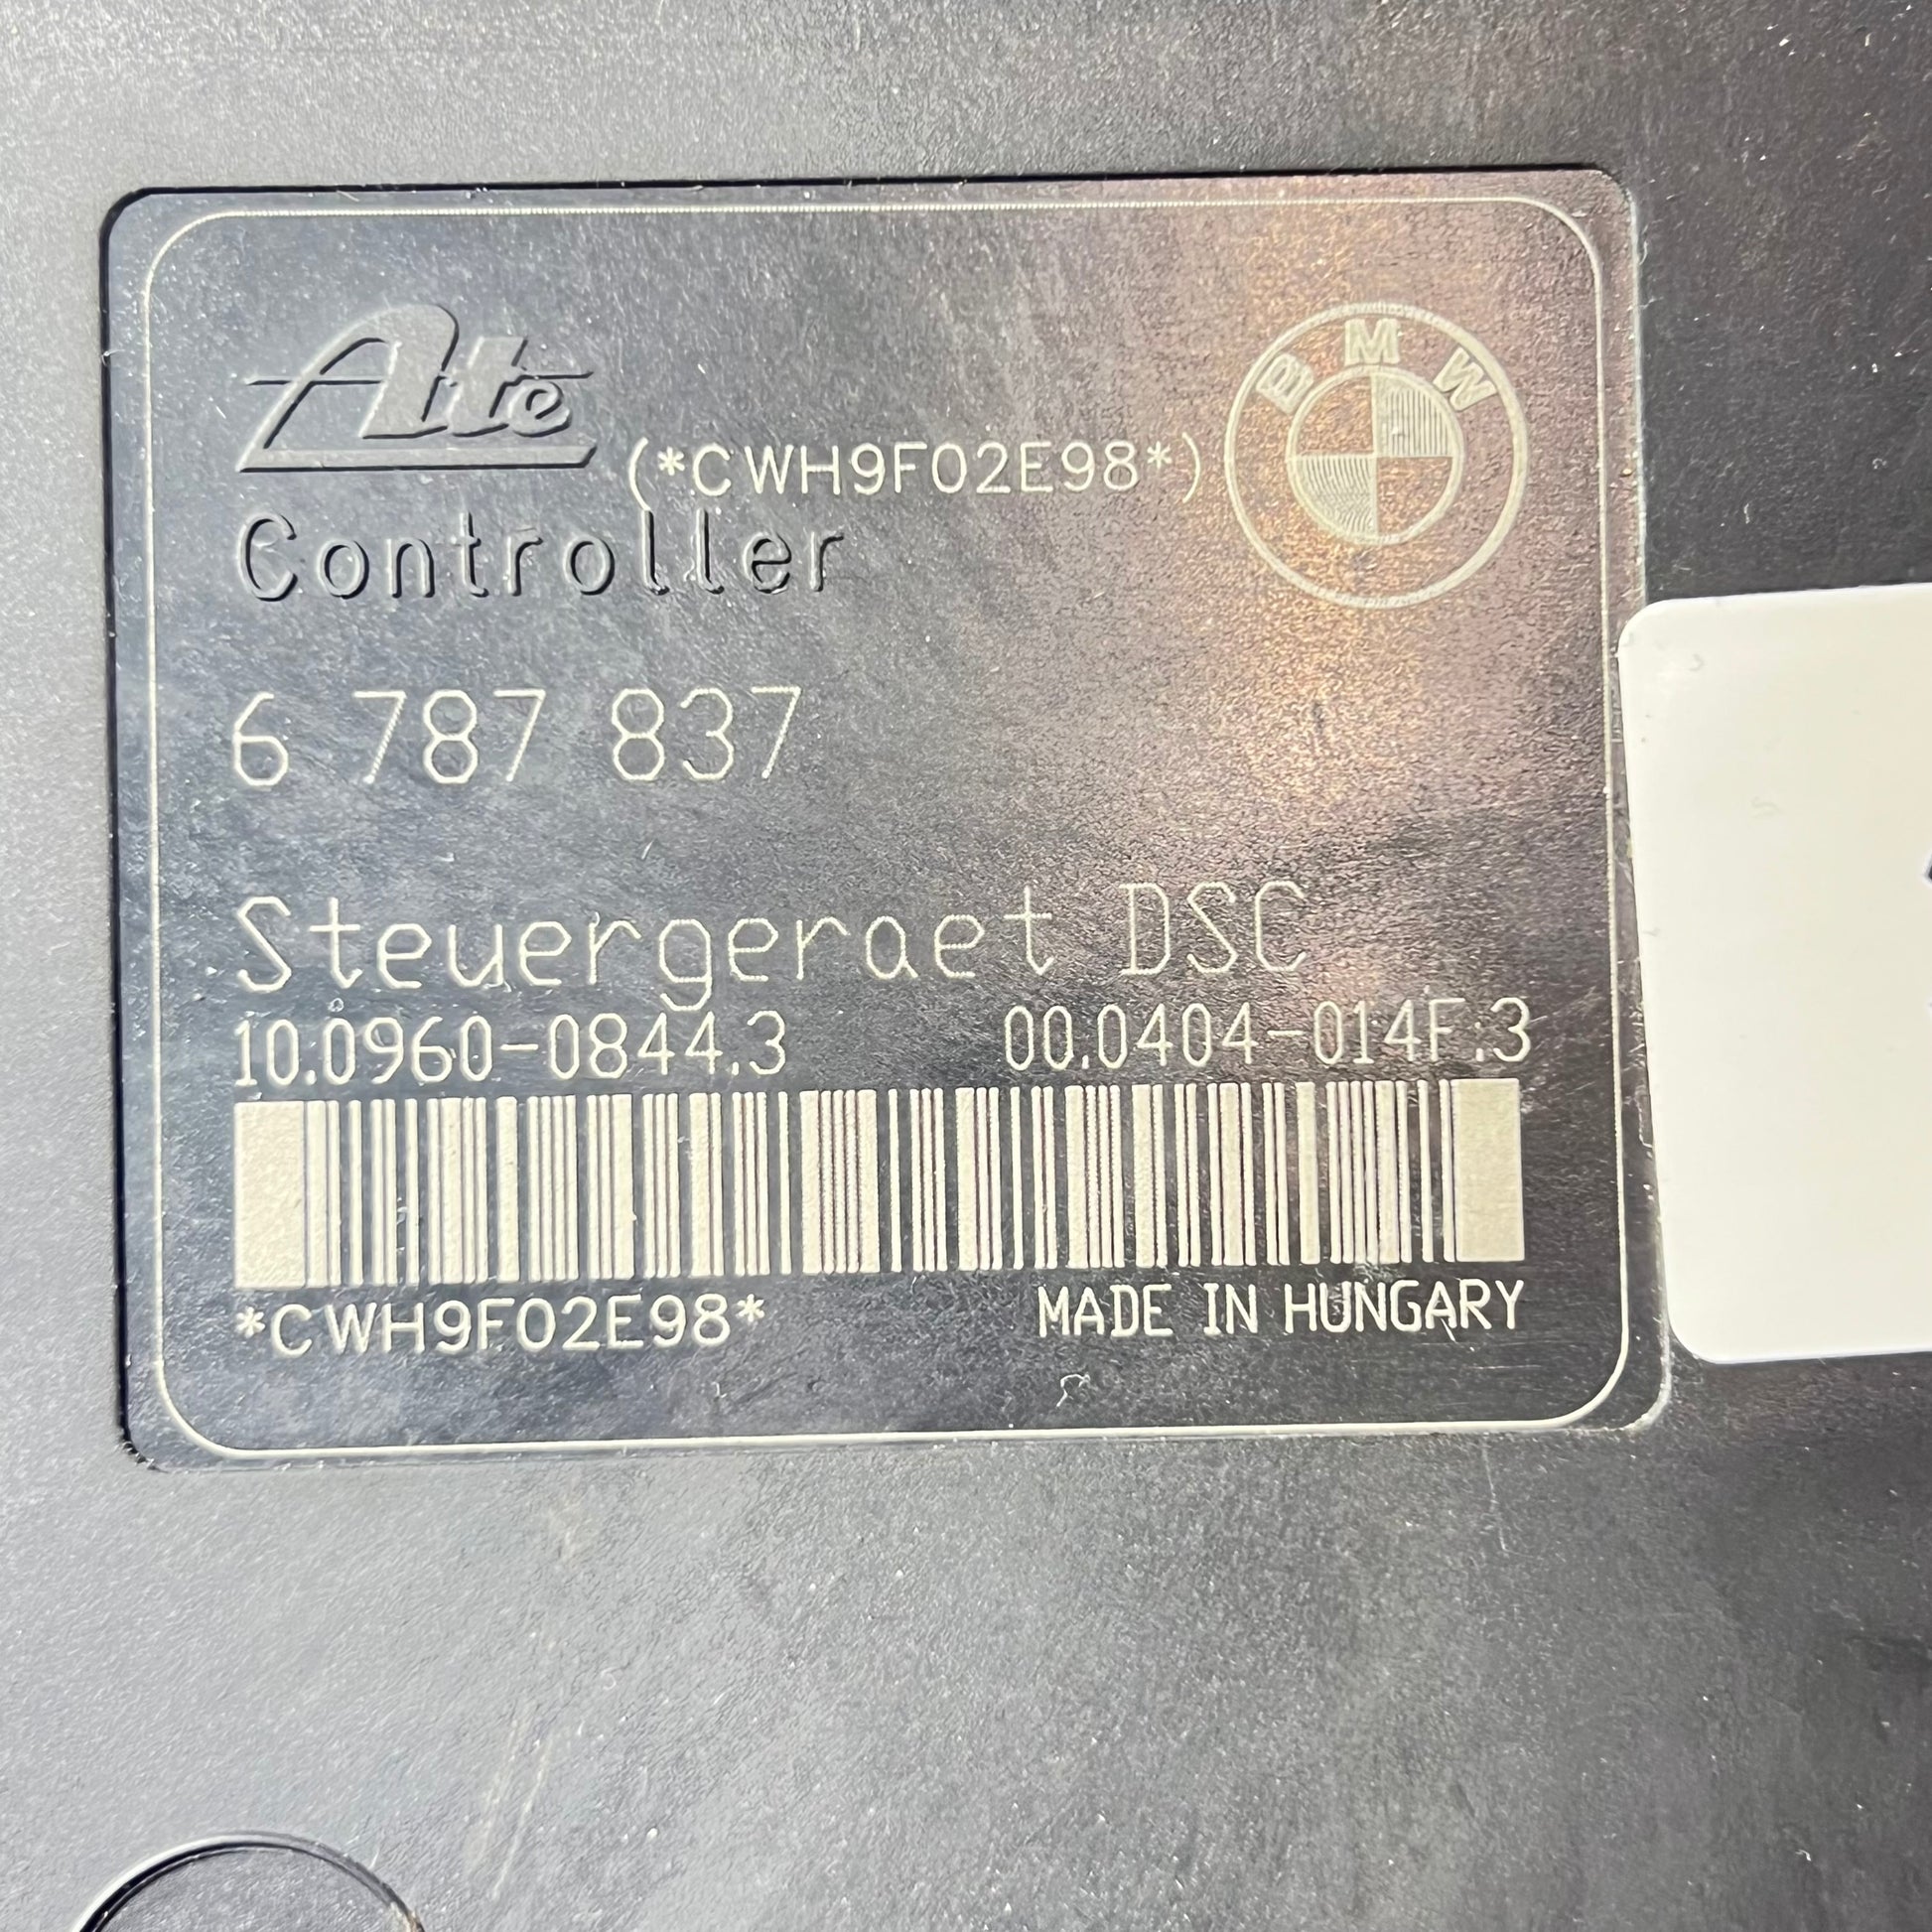 Ate
BMW
(*CWH9F02E98*)
Controller
6 787 837
Steuergeraet DSC
10.0960-0844.3 00.0404-014F.3
*CWH9F02E98* MADE IN HUNGARY